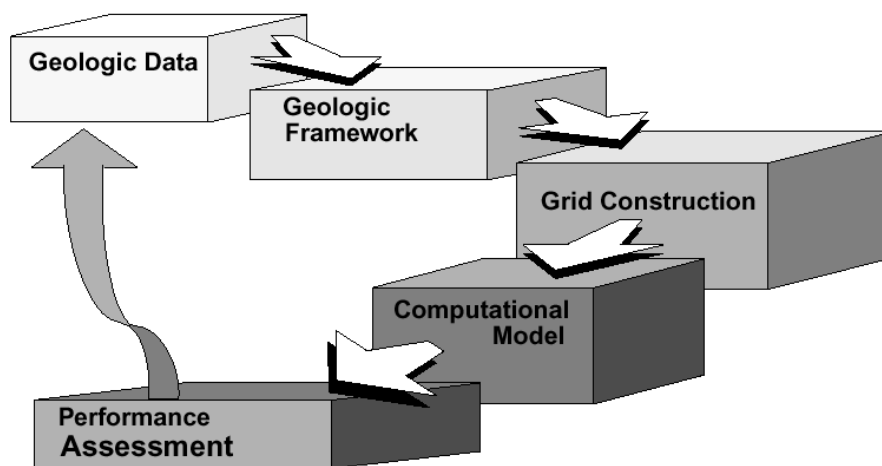 Geologic Data
Geologic
Framework
Grid Construction
Computational
Model
Performance
Assessment